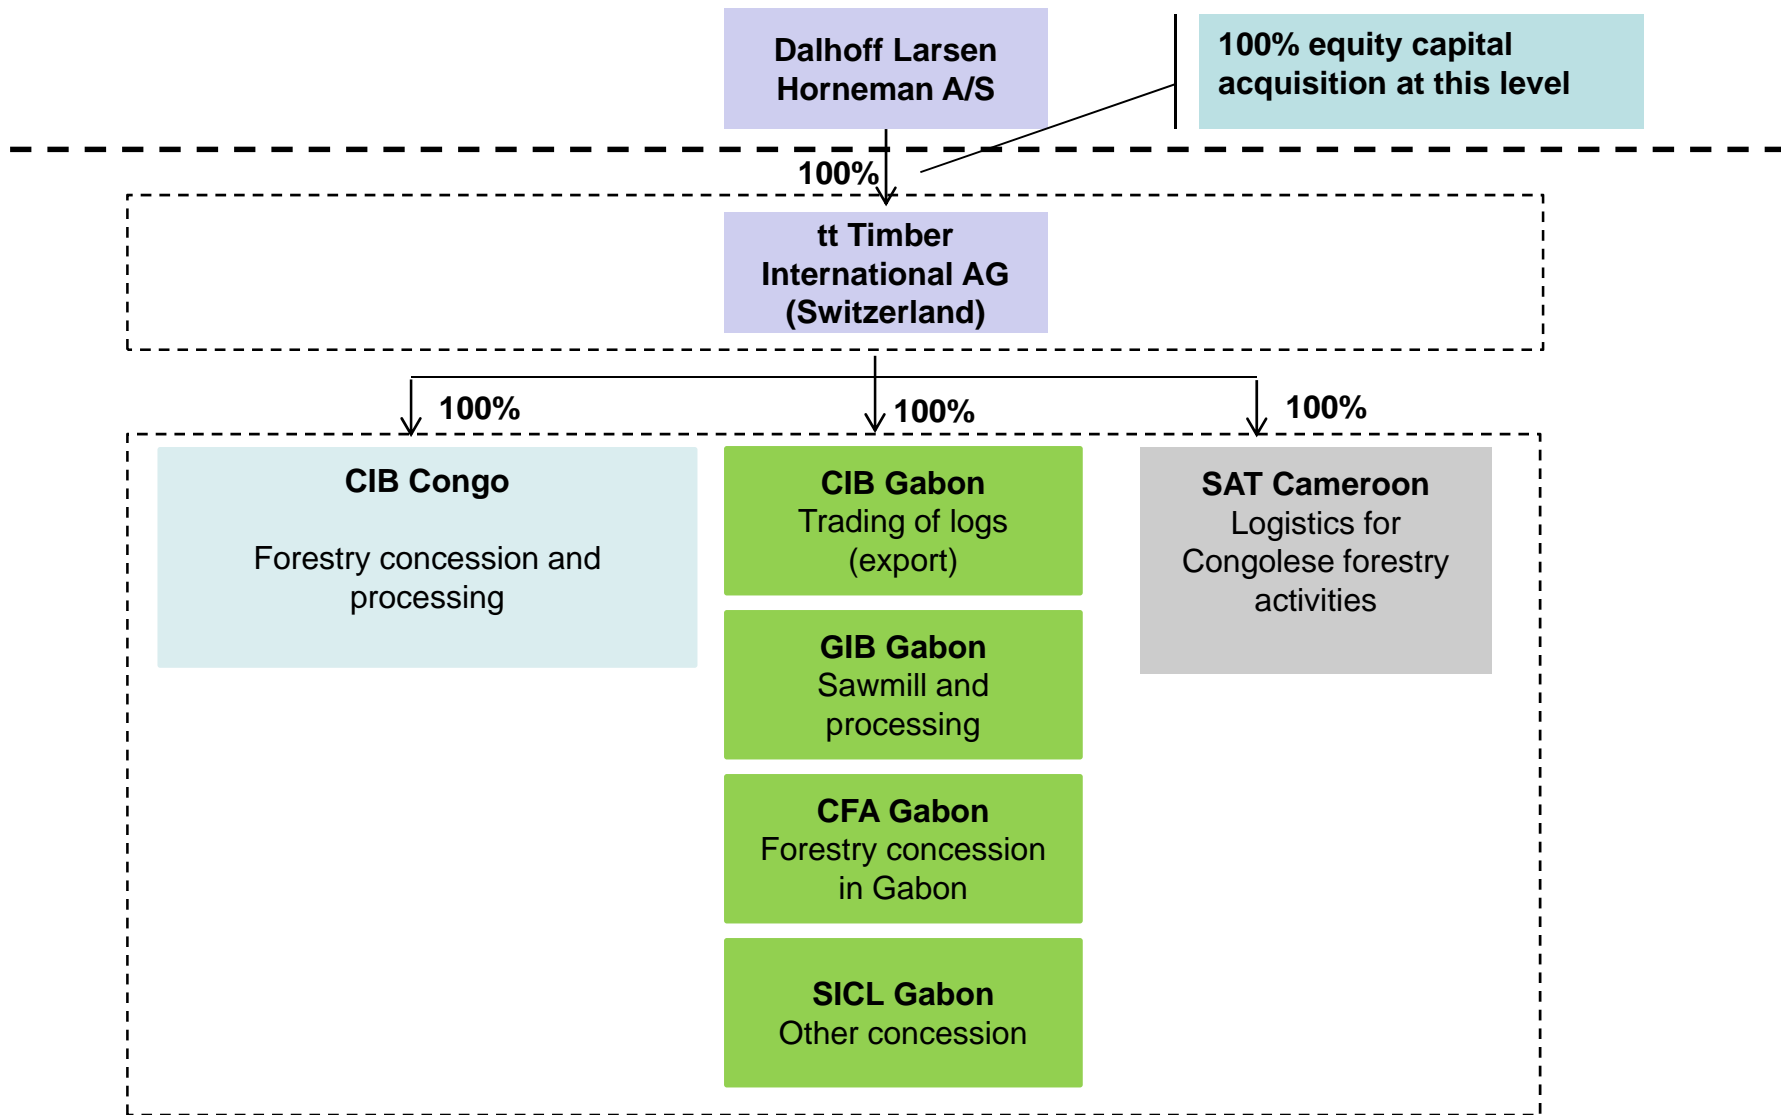 Dalhoff Larsen
Horneman A/S
100% equity capital
acquisition at this level
100%
tt Timber
International AG
(Switzerland)
100%
100%
100%
CIB Congo
Forestry concession and
processing
CIB Gabon
Trading of logs
(export)
GIB Gabon
Sawmill and
processing
CFA Gabon
Forestry concession
in Gabon
SICL Gabon
Other concession
SAT Cameroon
Logistics for
Congolese forestry
activities